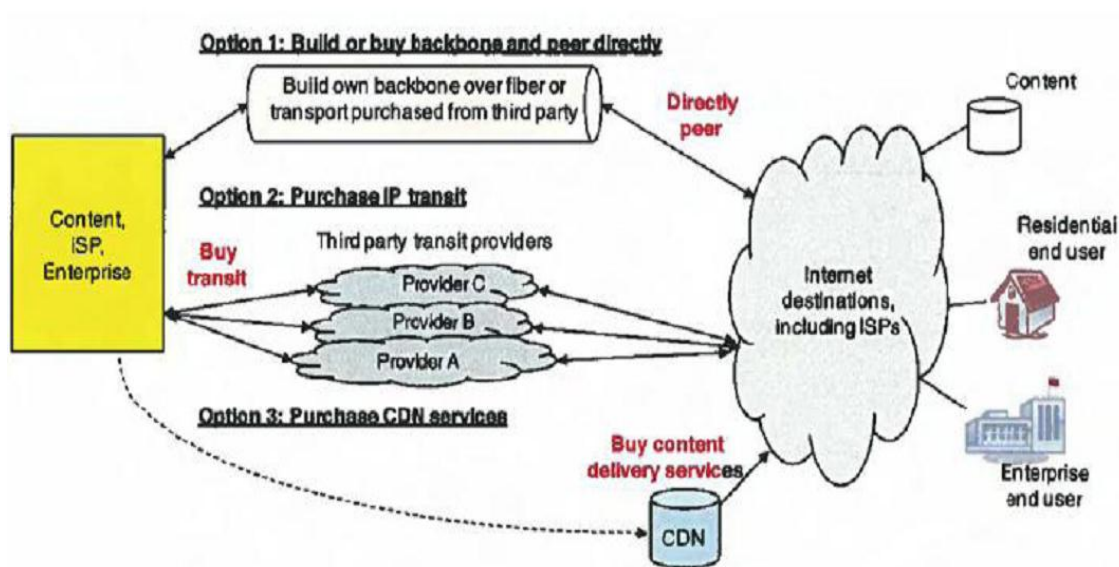 Option 1: Build or buy backbone and peer directly
Build own backbone over fiber or
transport purchased from third party
Directly
peer
Content
Option 2: Purchase IP transit
Content,
ISP,
Enterprise
Buy
transit
Third party transit providers
Provider C
Provider B
Provider A
Internet
destinations,
including ISPs
Residential
end user
Option 3: Purchase CDN services
Buy content
delivery services
CDN
Enterprise
end user